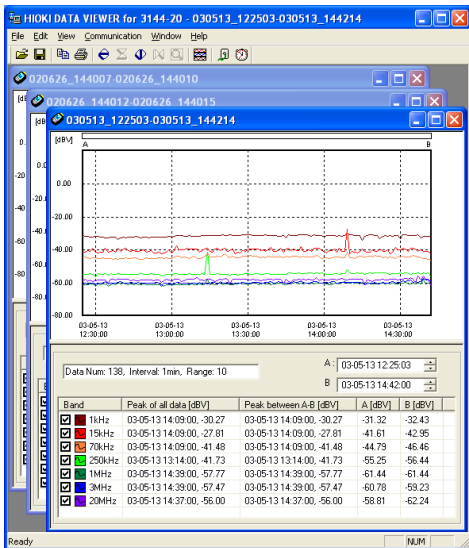 HIOKI DATA VIEWER for 3144-20 - 030513_122503-030513_144214
File Edit View Communication Window Help
020626_144007-020626_144010
020626_144012-020626_144015
030513_122503-030513_144214
[dBV]
A B
0.00
-20.00
-40.00
-60.00
-80.00
03-05-13 03-05-13 03-05-13 03-05-13 03-05-13
12:30:00 13:00:00 13:30:00 14:00:00 14:30:00
Data Num: 138, Interval: 1min, Range: 10
A : 03-05-13 12:25:03
B 03-05-13 14:42:00
Band Peak of all data [dBV] Peak between A-B [dBV] A [dBV] B [dBV]
1kHz 03-05-13 14:09:00, -30.27 03-05-13 14:09:00, -30.27 -31.32 -32.43
15kHz 03-05-13 14:09:00, -27.81 03-05-13 14:09:00, -27.81 -41.61 -42.95
70kHz 03-05-13 14:09:00, -41.48 03-05-13 14:09:00, -41.48 -44.79 -46.46
250kHz 03-05-13 13:14:00, -41.73 03-05-13 13:14:00, -41.73 -55.25 -56.44
1MHz 03-05-13 14:39:00, -57.77 03-05-13 14:39:00, -57.77 -61.44 -61.44
3MHz 03-05-13 14:39:00, -57.47 03-05-13 14:39:00, -57.47 -60.78 -59.23
20MHz 03-05-13 14:37:00, -56.00 03-05-13 14:37:00, -56.00 -58.81 -62.24
Ready NUM